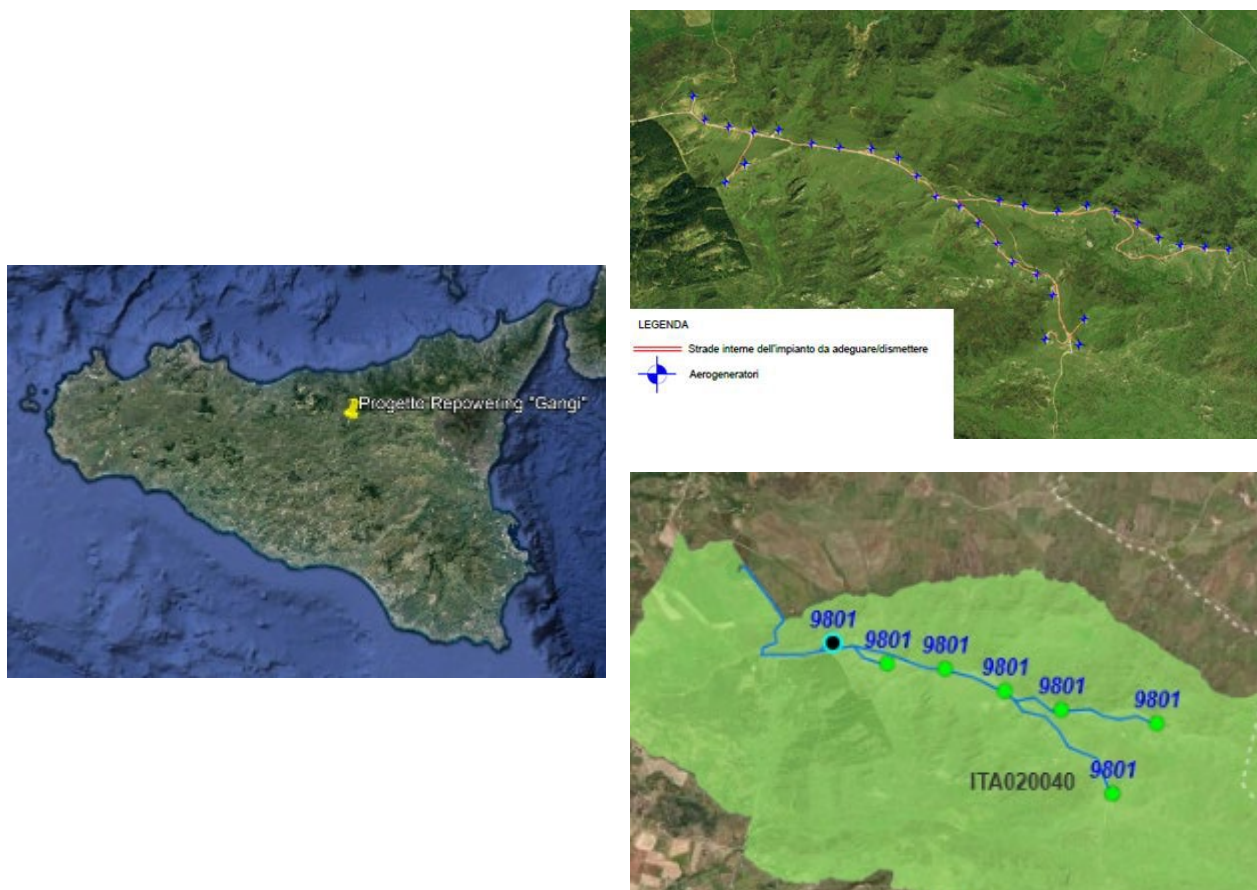 Progetto Repowering "Gangi"
LEGENDA
Strade interne dell'impianto da adeguare/dismettere
Aerogeneratori
9801
9801
9801
9801
9801
9801
ITA020040
9801